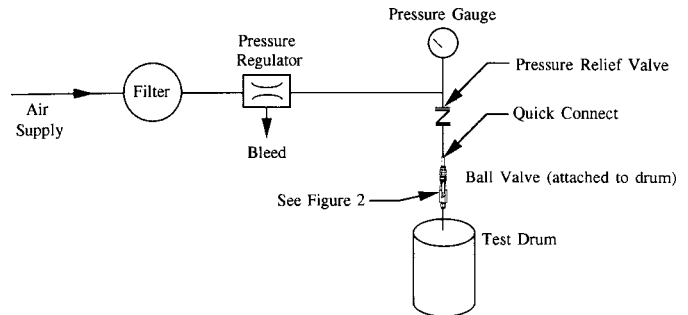 Pressure Gauge
Pressure
Regulator
Pressure Relief Valve
Filter
Air
Supply
Quick Connect
Bleed
Ball Valve (attached to drum)
See Figure 2
Test Drum